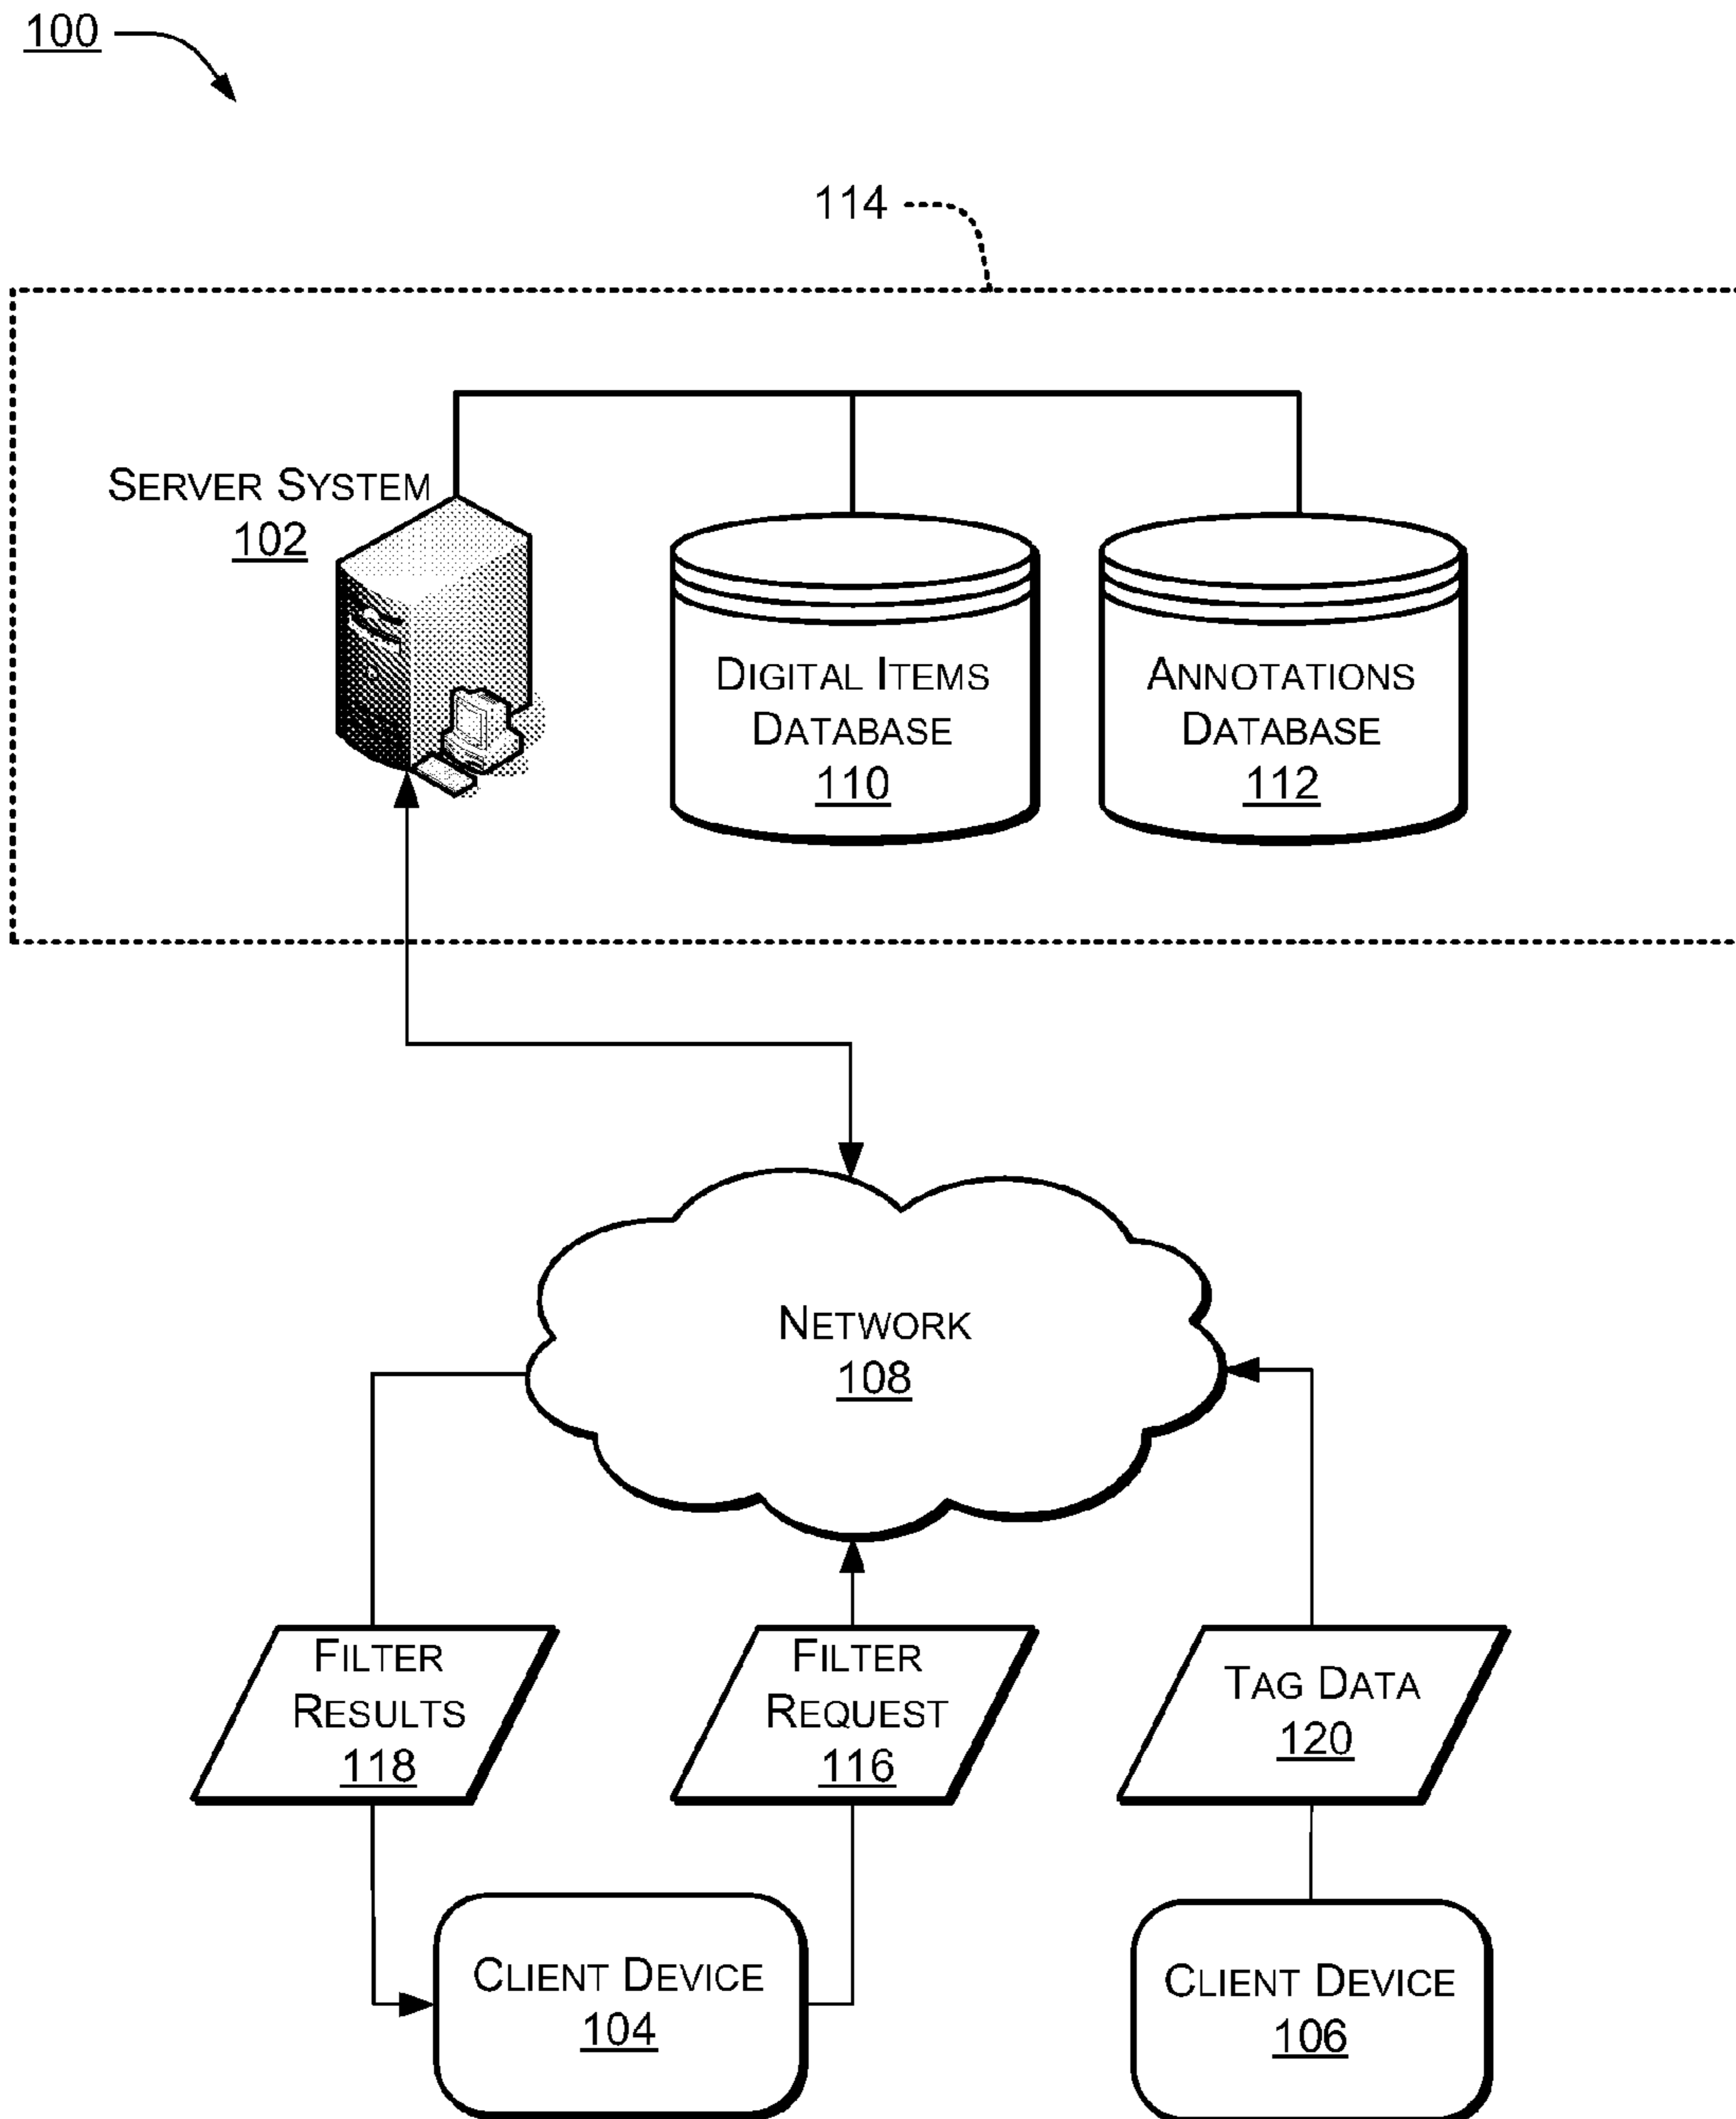 100
114
SERVER SYSTEM
102
DIGITAL ITEMS
DATABASE
110
ANNOTATIONS
DATABASE
112
NETWORK
108
FILTER
RESULTS
118
FILTER
REQUEST
116
TAG DATA
120
CLIENT DEVICE
104
CLIENT DEVICE
106